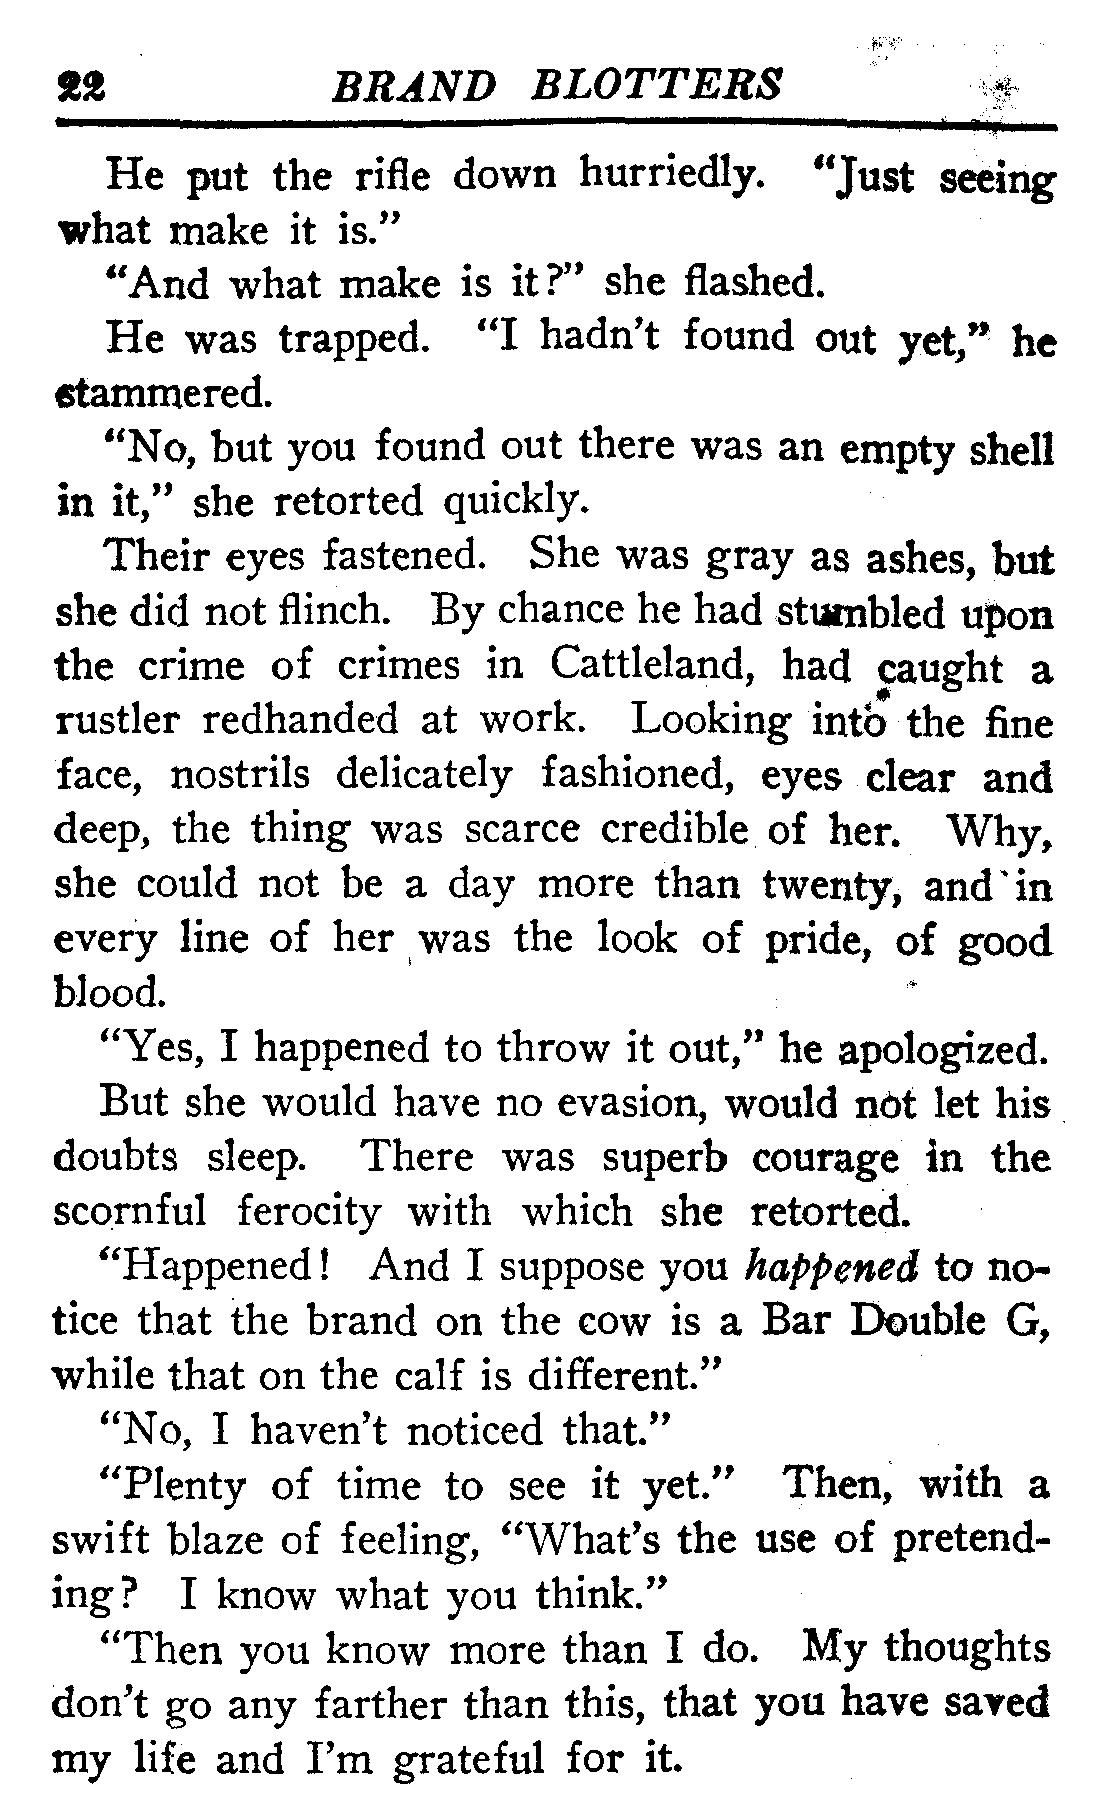 22 BRAND BLOTTERS
He put the rifle down hurriedly. “Just seeing
what make it is.”
“And what make is it?” she flashed.
He was trapped. “I hadn’t found out yet,” he
stammered.
“No, but you found out there was an empty shell
in it,” she retorted quickly.
Their eyes fastened. She was gray as ashes, but
she did not flinch. By chance he had stumbled upon
the crime of crimes in Cattleland, had caught a
rustler redhanded at work. Looking into the fine
face, nostrils delicately fashioned, eyes clear and
deep, the thing was scarce credible of her. Why,
she could not be a day more than twenty, and in
every line of her was the look of pride, of good
blood.
“Yes, I happened to throw it out,” he apologized.
But she would have no evasion, would not let his
doubts sleep. There was superb courage in the
scornful ferocity with which she retorted.
“Happened! And I suppose you happened to no-
tice that the brand on the cow is a Bar Double G,
while that on the calf is different.”
“No, I haven’t noticed that.”
“Plenty of time to see it yet.” Then, with a
swift blaze of feeling, “What’s the use of pretend-
ing? I know what you think.”
“Then you know more than I do. My thoughts
don’t go any farther than this, that you have saved
my life and I’m grateful for it.